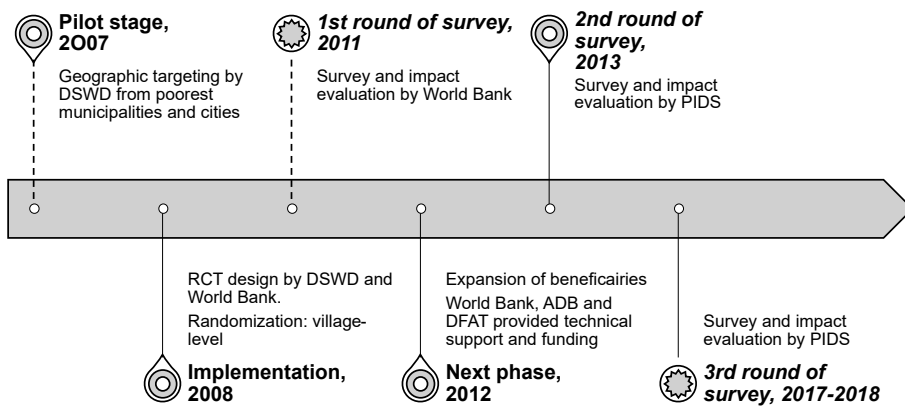 Pilot stage,
2O07
Geographic targeting by
DSWD from poorest
municipalities and cities
1st round of survey,
2011
Survey and impact
evaluation by World Bank
2nd round of
survey,
2013
Survey and impact
evaluation by PIDS
RCT design by DSWD and
World Bank.
Randomization: village-
level
Implementation,
2008
Expansion of beneficairies
World Bank, ADB and
DFAT provided technical
support and funding
Next phase,
2012
Survey and impact
evaluation by PIDS
3rd round of
survey, 2017-2018